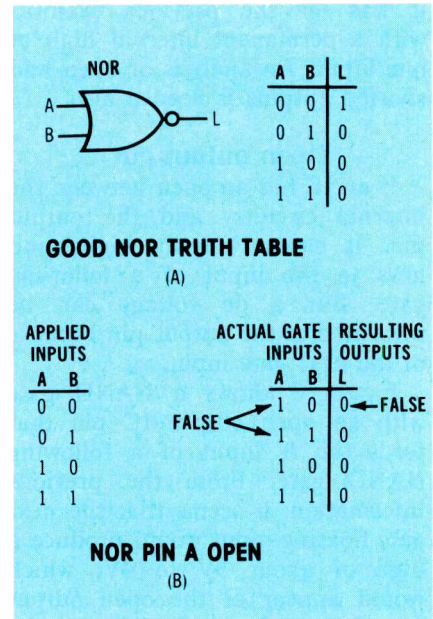 NOR
A
B
L
A B L
0 0 1
0 1 0
1 0 0
1 1 0
GOOD NOR TRUTH TABLE
(A)
APPLIED INPUTS
A B
0 0
0 1
1 0
1 1
ACTUAL GATE INPUTS
RESULTING OUTPUTS
A B L
1 0 0
1 1 0
1 0 0
1 1 0
FALSE
FALSE
NOR PIN A OPEN
(B)